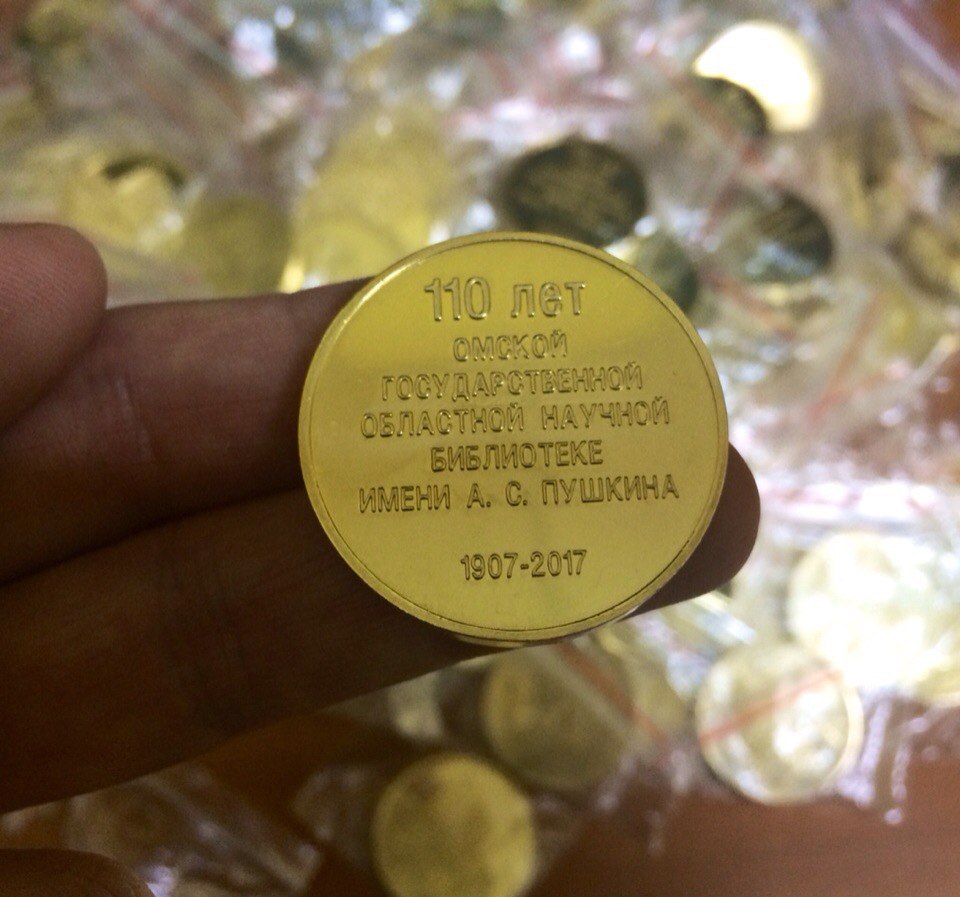 110 лет
ОМСКОЙ
ГОСУДАРСТВЕННОЙ
ОБЛАСТНОЙ НАУЧНОЙ
БИБЛИОТЕКЕ
ИМЕНИ А. С. ПУШКИНА
1907-2017